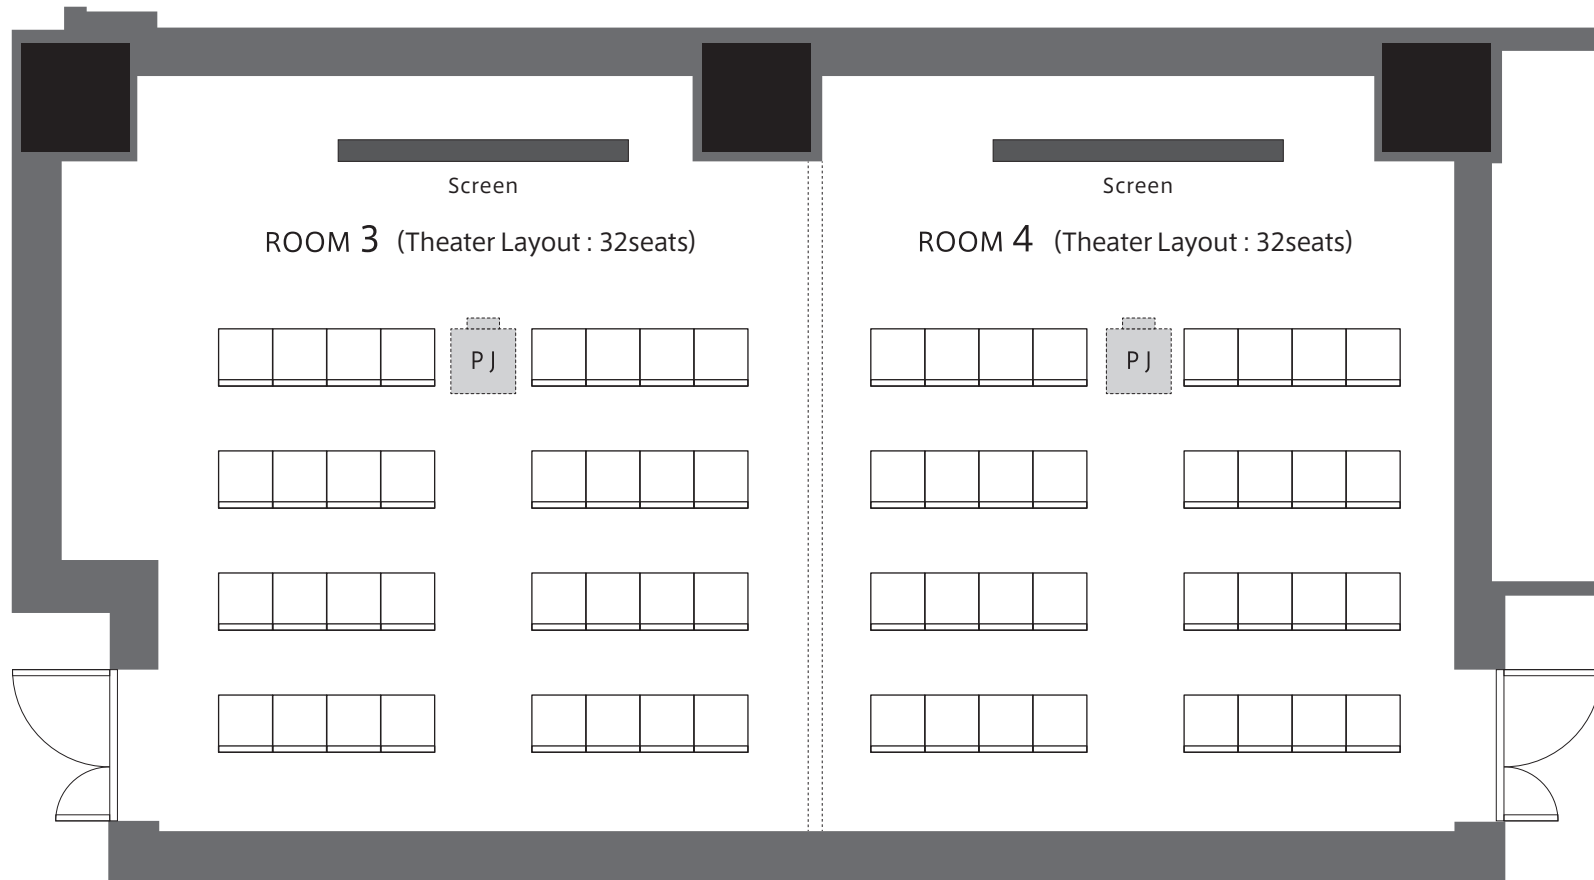 Screen
Screen
ROOM 3 (Theater Layout : 32seats)
ROOM 4 (Theater Layout : 32seats)
PJ
PJ